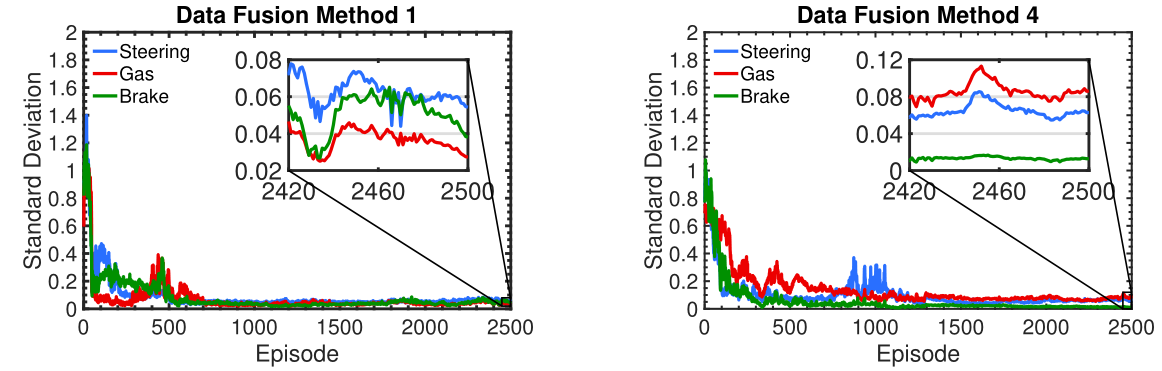 Data Fusion Method 1
2
1.8
1.6
1.4
1.2
1
0.8
0.6
0.4
0.2
0
Standard Deviation
Steering
Gas
Brake
0.08
0.06
0.04
0.02
2420 2460 2500
0 500 1000 1500 2000 2500
Episode
Data Fusion Method 4
2
1.8
1.6
1.4
1.2
1
0.8
0.6
0.4
0.2
0
Standard Deviation
Steering
Gas
Brake
0.12
0.08
0.04
0
2420 2460 2500
0 500 1000 1500 2000 2500
Episode